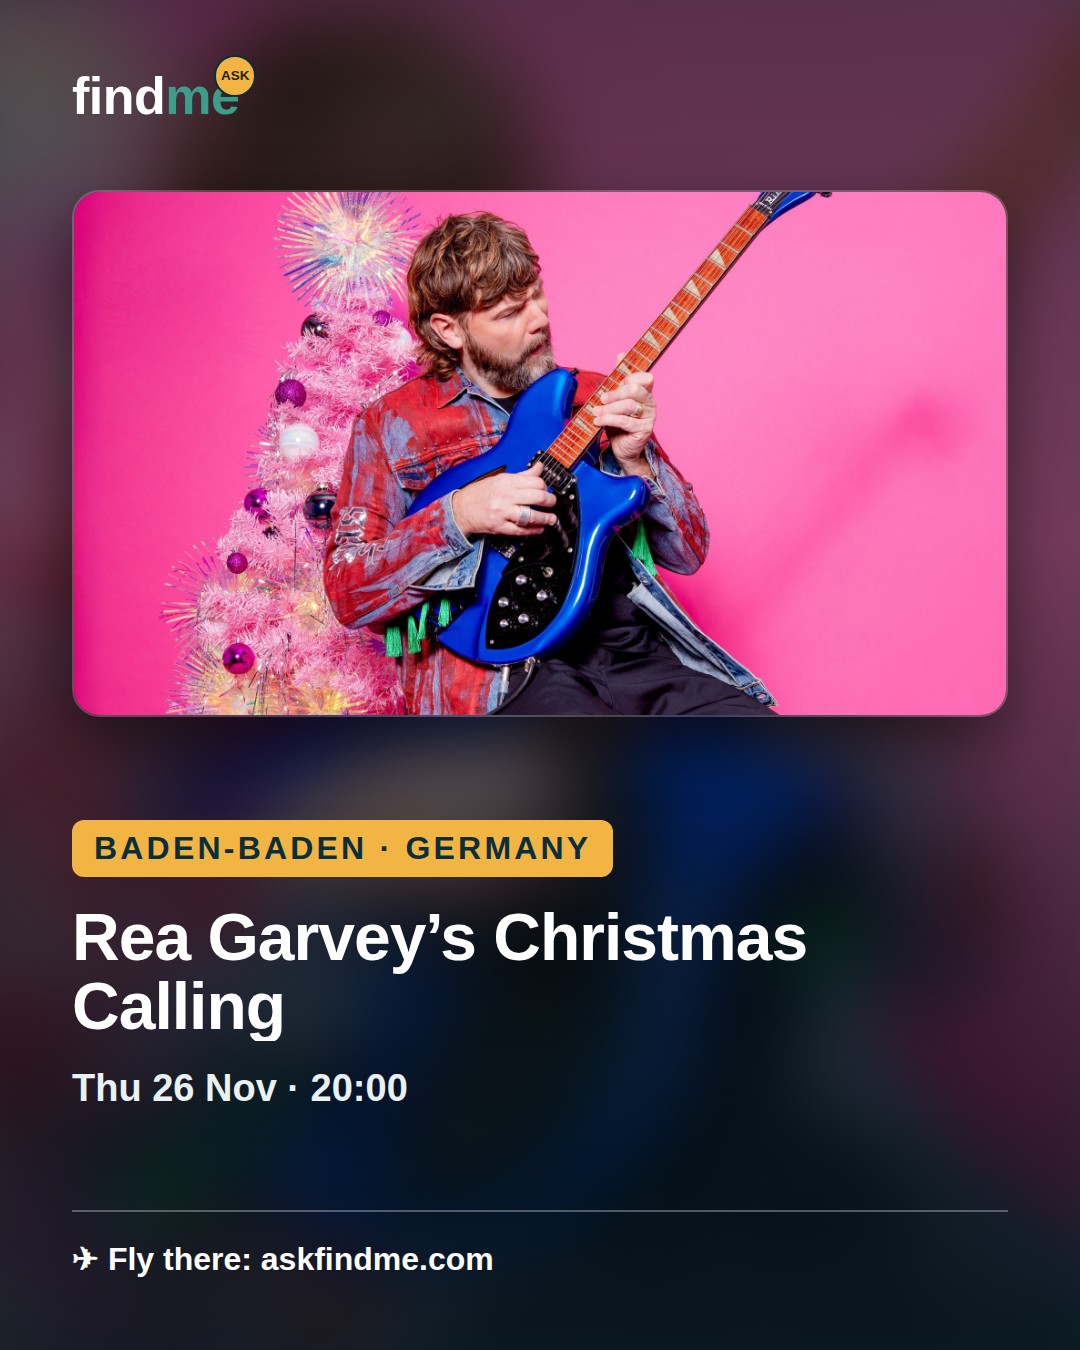 findme
ASK
BADEN-BADEN · GERMANY
Rea Garvey’s Christmas
Calling
Thu 26 Nov · 20:00
✈ Fly there: askfindme.com